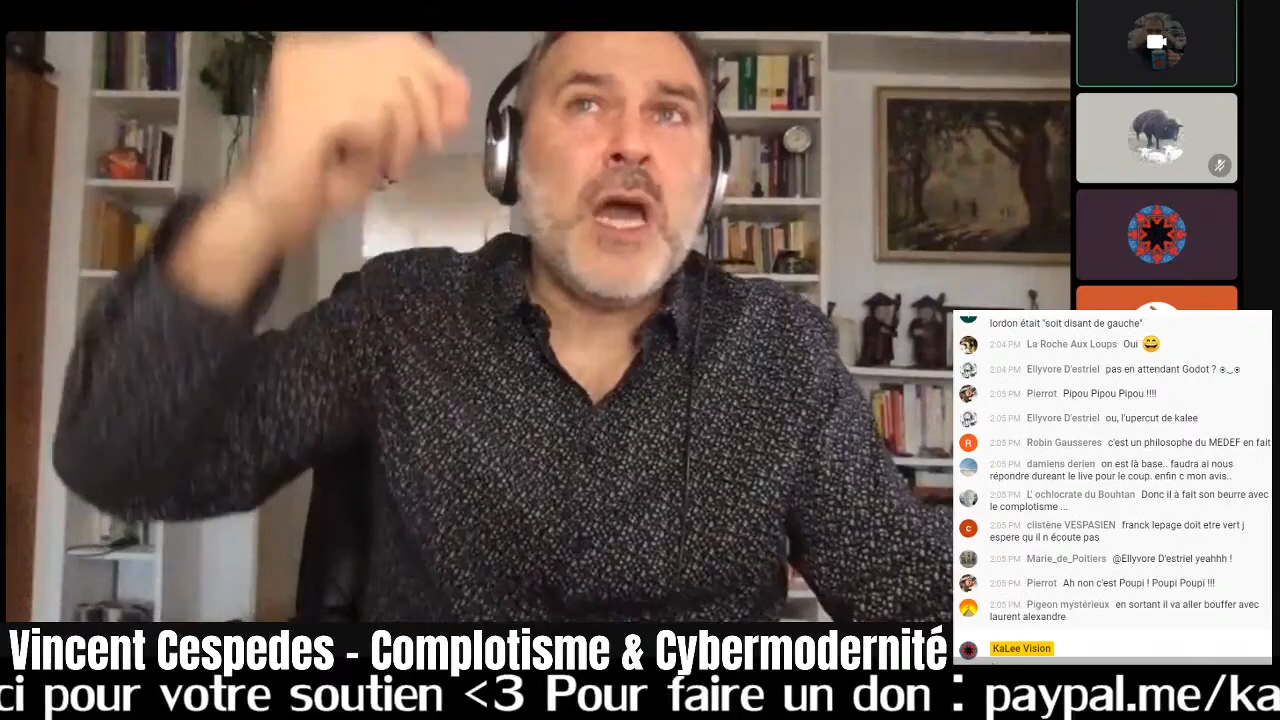 lordon était "soit disant de gauche"
2:04 PM La Roche Aux Loups Oui
2:04 PM Ellyvore D'estriel pas en attendant Godot ?
2:05 PM Pierrot Pipou Pipou Pipou !!!!
2:05 PM Ellyvore D'estriel ou, l'upercut de kalee
R 2:05 PM Robin Gausseres c'est un philosophe du MEDEF en fait
2:05 PM damiens derien on est là base.. faudra ai nous
répondre dureant le live pour le coup. enfin c mon avis..
2:05 PM L' ochlocrate du Bouhtan Donc il à fait son beurre avec
le complotisme ...
c 2:05 PM clistène VESPASIEN franck lepage doit etre vert j
espere qu il n écoute pas
2:05 PM Marie_de_Poitiers @Ellyvore D'estriel yeahhh !
2:05 PM Pierrot Ah non c'est Poupi ! Poupi Poupi !!!
2:05 PM Pigeon mystérieux en sortant il va aller bouffer avec
laurent alexandre
KaLee Vision
Vincent Cespedes - Complotisme & Cybermodernité
ci pour votre soutien <3 Pour faire un don : paypal.me/ka